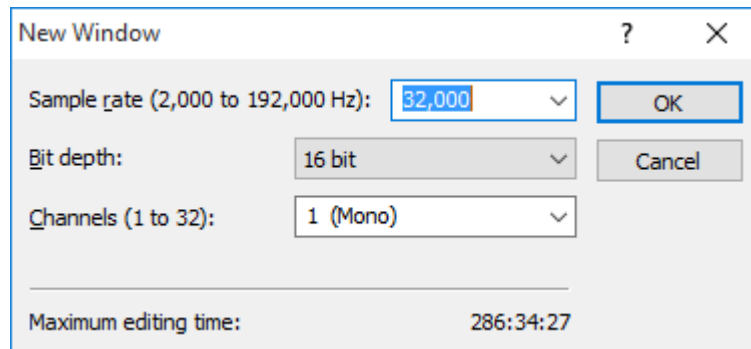 New Window ? ×
Sample rate (2,000 to 192,000 Hz): 32,000 OK
Bit depth: 16 bit Cancel
Channels (1 to 32): 1 (Mono)
Maximum editing time: 286:34:27